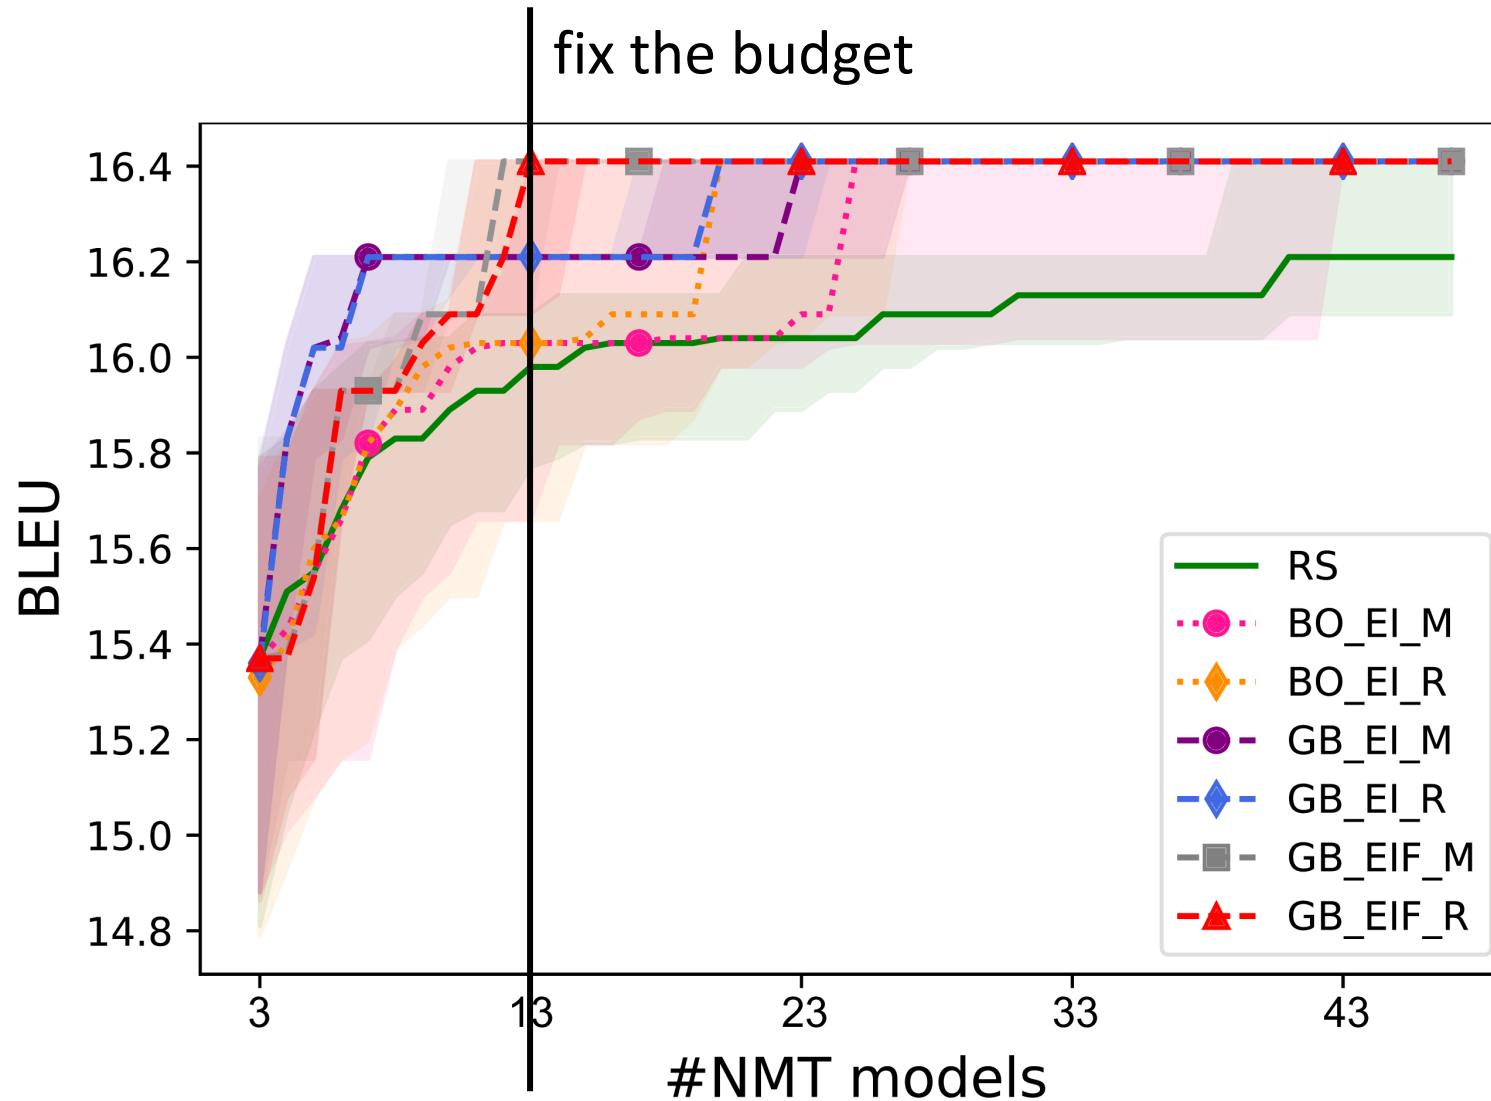 fix the budget
16.4
16.2
16.0
15.8
15.6
15.4
15.2
15.0
14.8
BLEU
RS
BO_EI_M
BO_EI_R
GB_EI_M
GB_EI_R
GB_EIF_M
GB_EIF_R
3 13 23 33 43
#NMT models